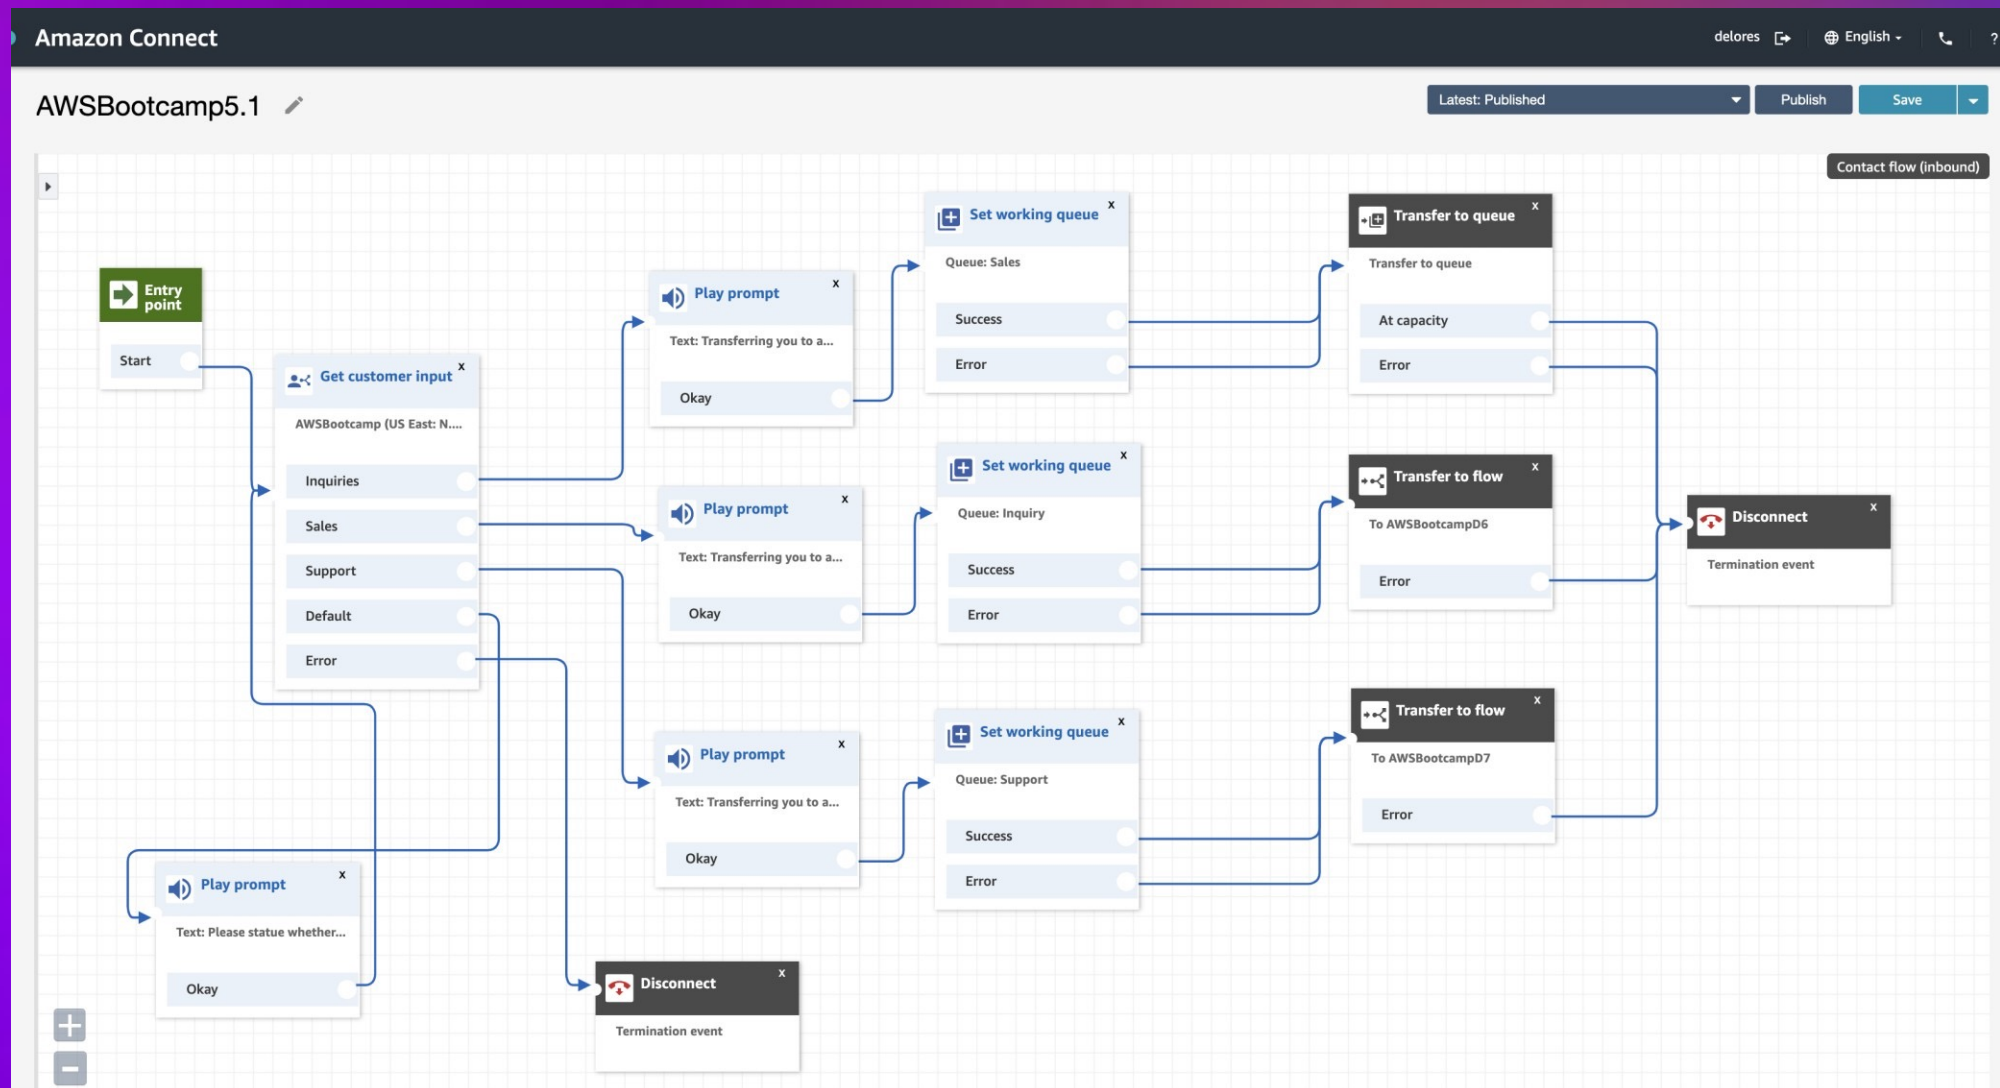 Amazon Connect
delores
English
?
AWSBootcamp5.1
Latest: Published
Publish
Save
Contact flow (inbound)
Entry
point
Start
Get customer input
x
AWSBootcamp (US East: N....
Inquiries
Sales
Support
Default
Error
Play prompt
x
Text: Transferring you to a...
Okay
Set working queue
x
Queue: Sales
Success
Error
Transfer to queue
x
Transfer to queue
At capacity
Error
Play prompt
x
Text: Transferring you to a...
Okay
Set working queue
x
Queue: Inquiry
Success
Error
Transfer to flow
x
To AWSBootcampD6
Error
Disconnect
x
Termination event
Play prompt
x
Text: Transferring you to a...
Okay
Set working queue
x
Queue: Support
Success
Error
Transfer to flow
x
To AWSBootcampD7
Error
Play prompt
x
Text: Please statue whether...
Okay
Disconnect
x
Termination event